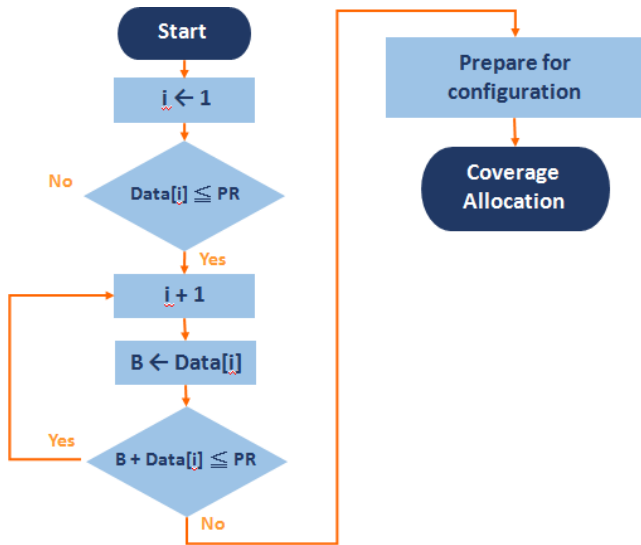 Start
i ← 1
No
Data[i] ≦ PR
Yes
i + 1
B ← Data[i]
Yes
B + Data[i] ≦ PR
No
Prepare for
configuration
Coverage
Allocation